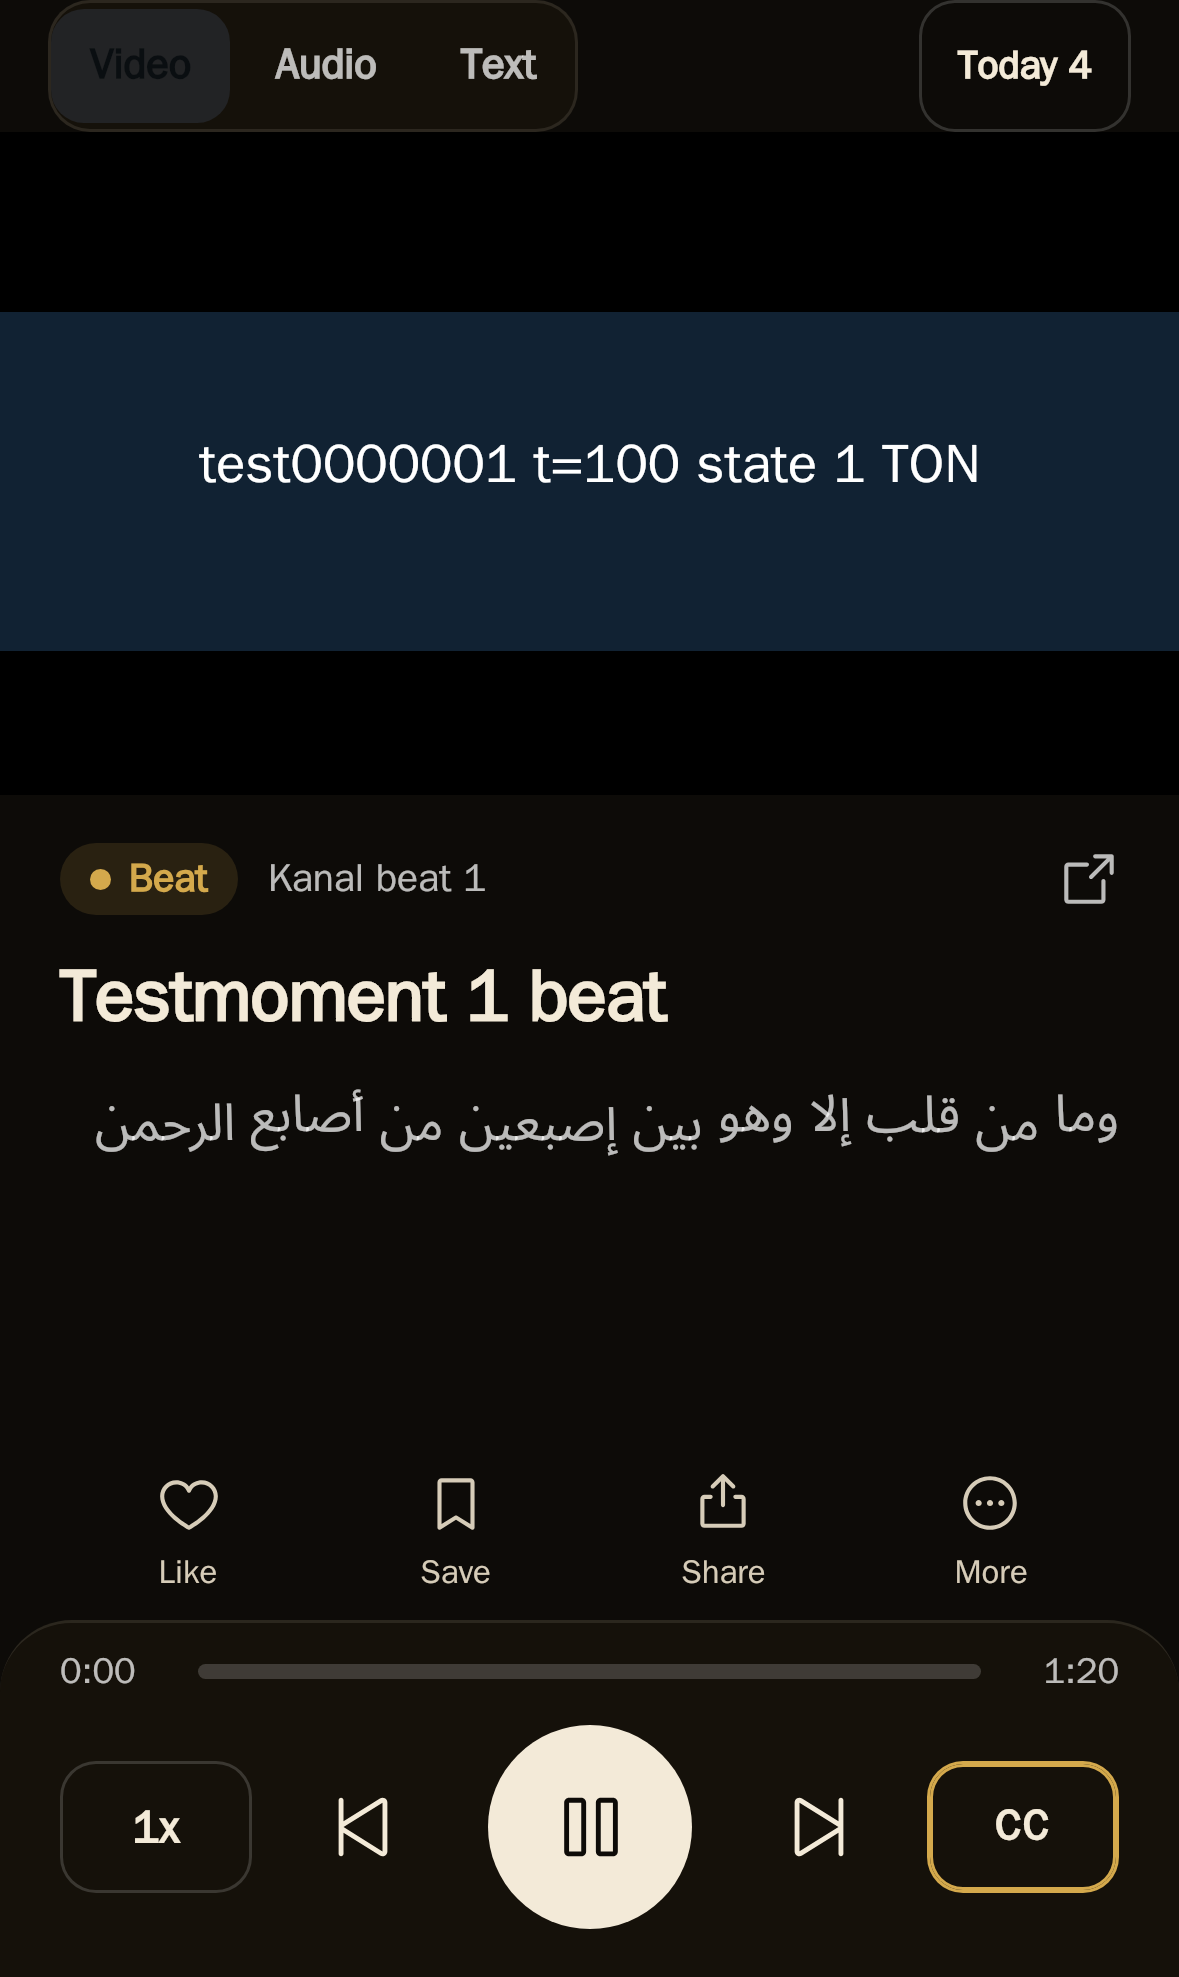 Video Audio Text Today 4
test0000001 t=100 state 1 TON
Beat Kanal beat 1
Testmoment 1 beat
وما من قلب إلا وهو بين إصبعين من أصابع الرحمن
Like Save Share More
0:00 1:20
1x CC